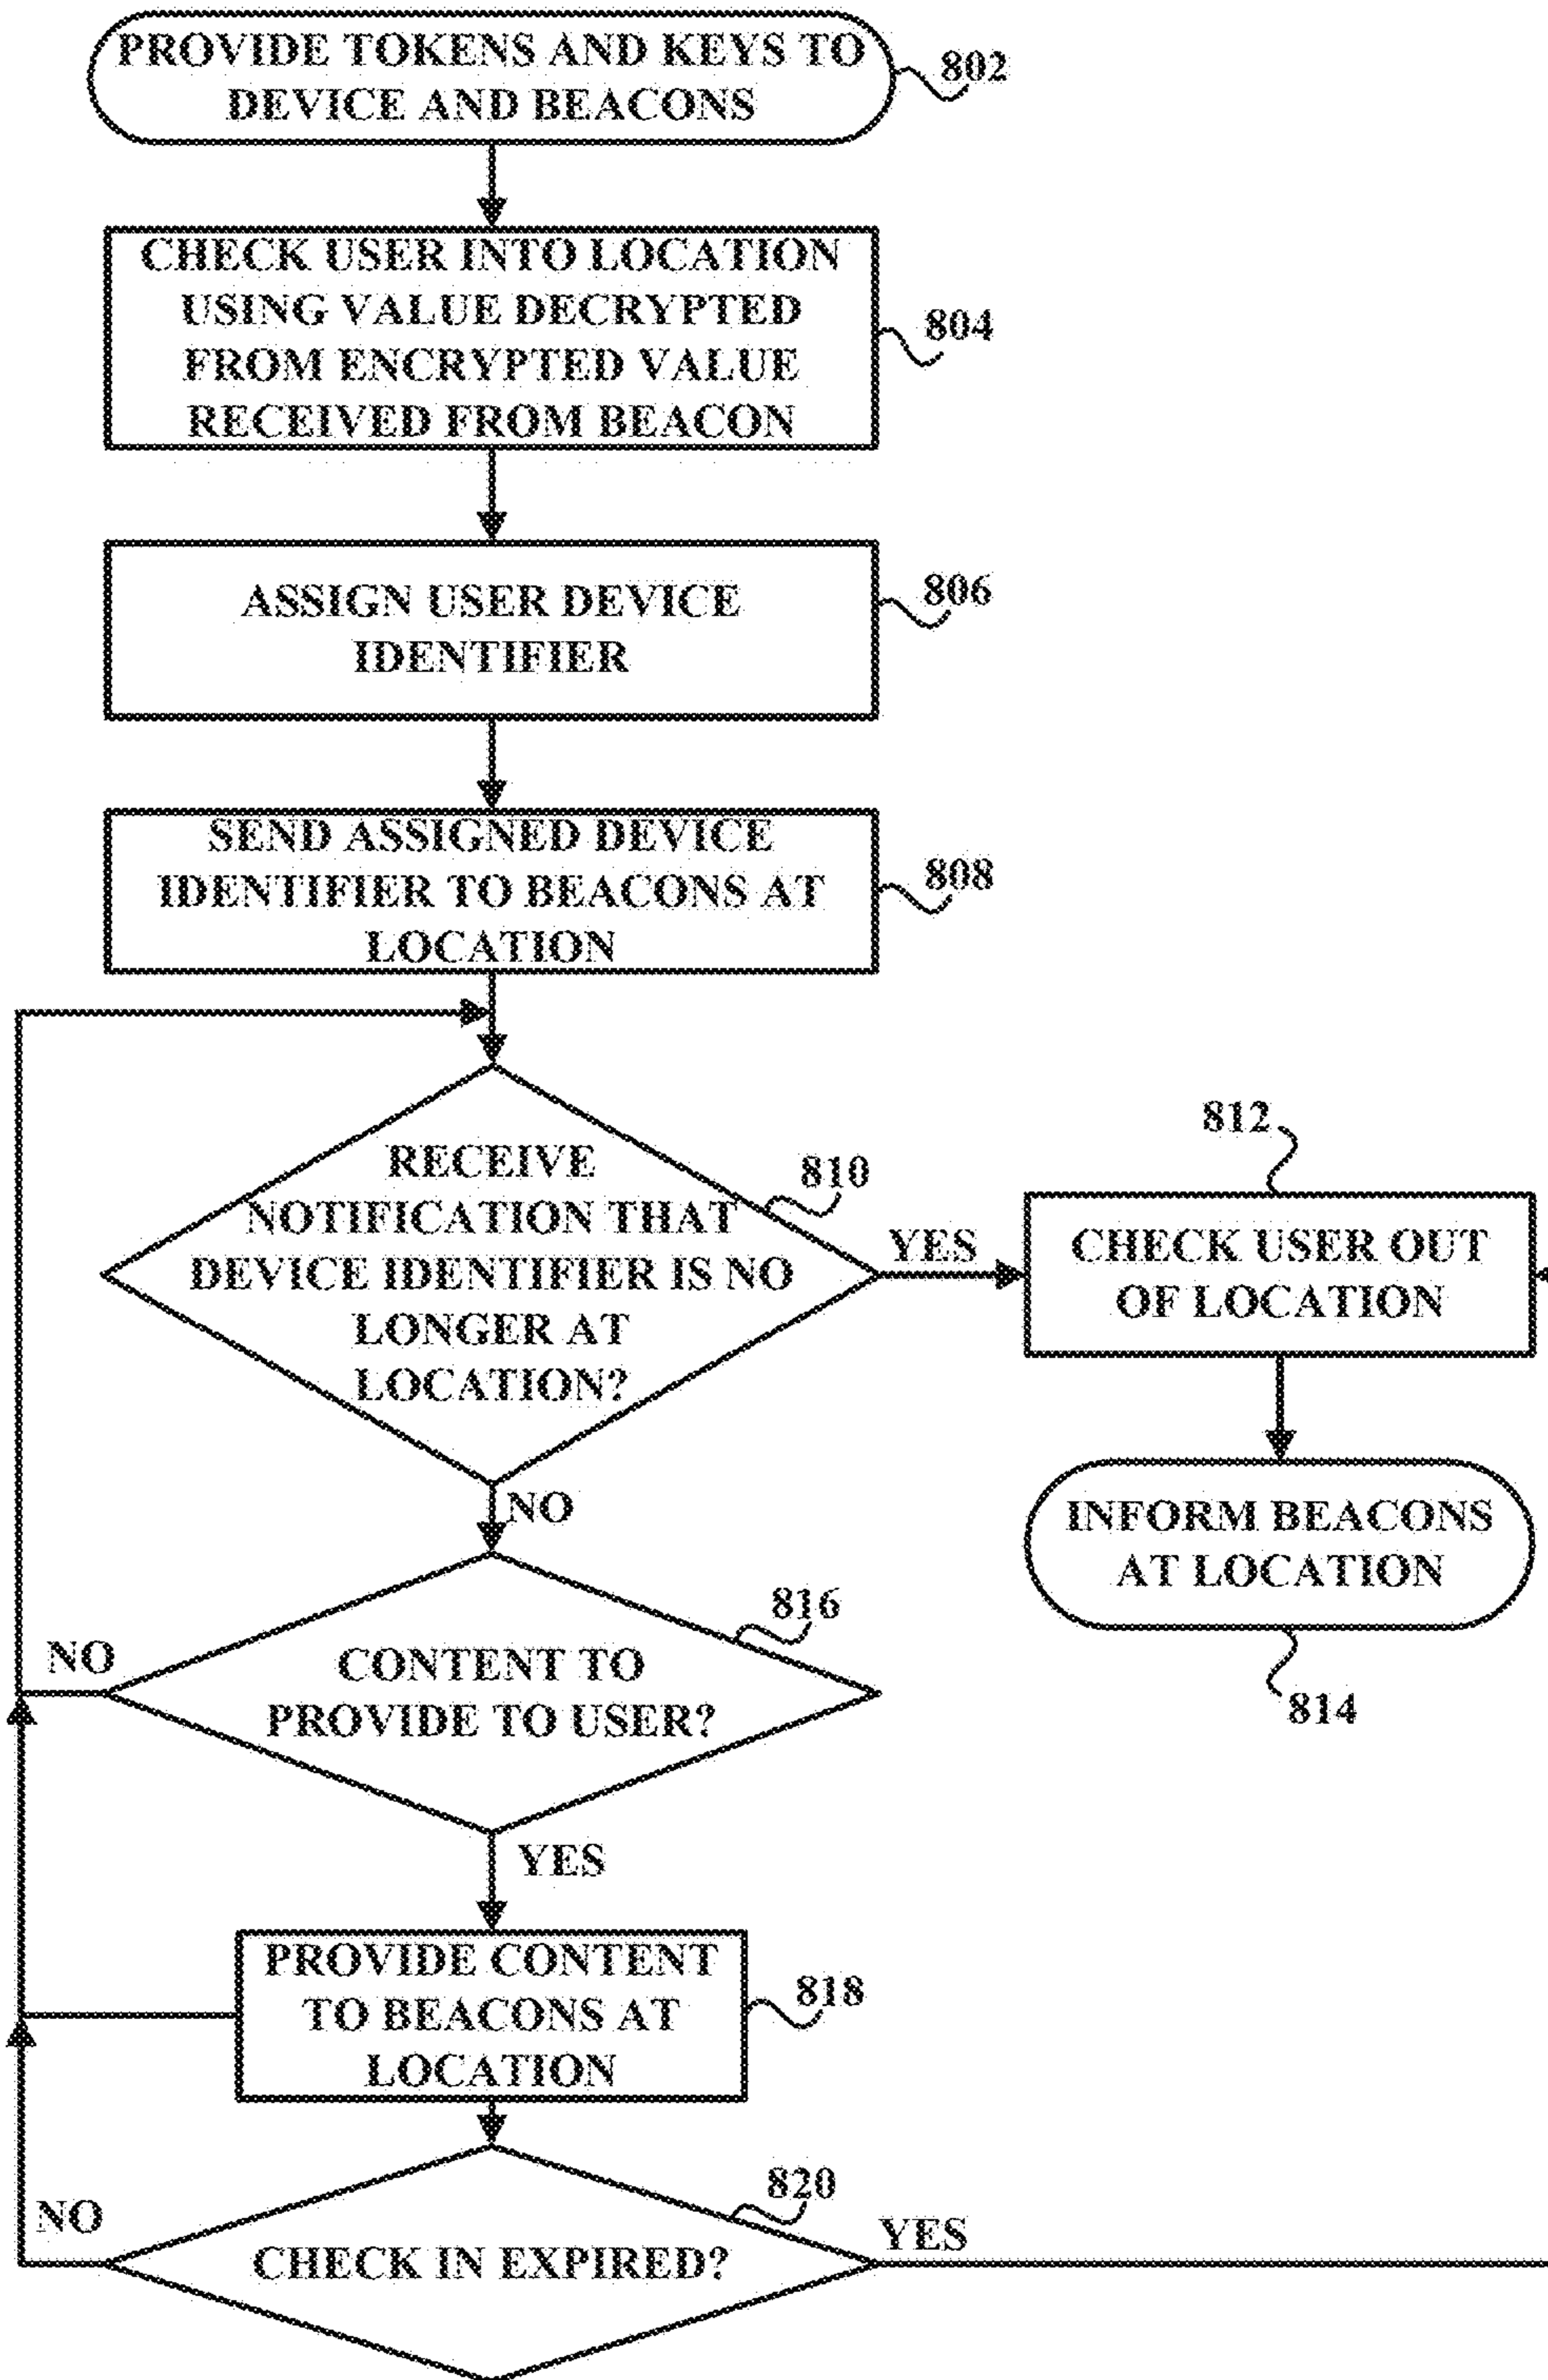 PROVIDE TOKENS AND KEYS TO
DEVICE AND BEACONS
802
CHECK USER INTO LOCATION
USING VALUE DECRYPTED
FROM ENCRYPTED VALUE
RECEIVED FROM BEACON
804
ASSIGN USER DEVICE
IDENTIFIER
806
SEND ASSIGNED DEVICE
IDENTIFIER TO BEACONS AT
LOCATION
808
RECEIVE
NOTIFICATION THAT
DEVICE IDENTIFIER IS NO
LONGER AT
LOCATION?
810
YES
812
CHECK USER OUT
OF LOCATION
INFORM BEACONS
AT LOCATION
814
NO
CONTENT TO
PROVIDE TO USER?
816
NO
YES
PROVIDE CONTENT
TO BEACONS AT
LOCATION
818
CHECK IN EXPIRED?
820
NO
YES